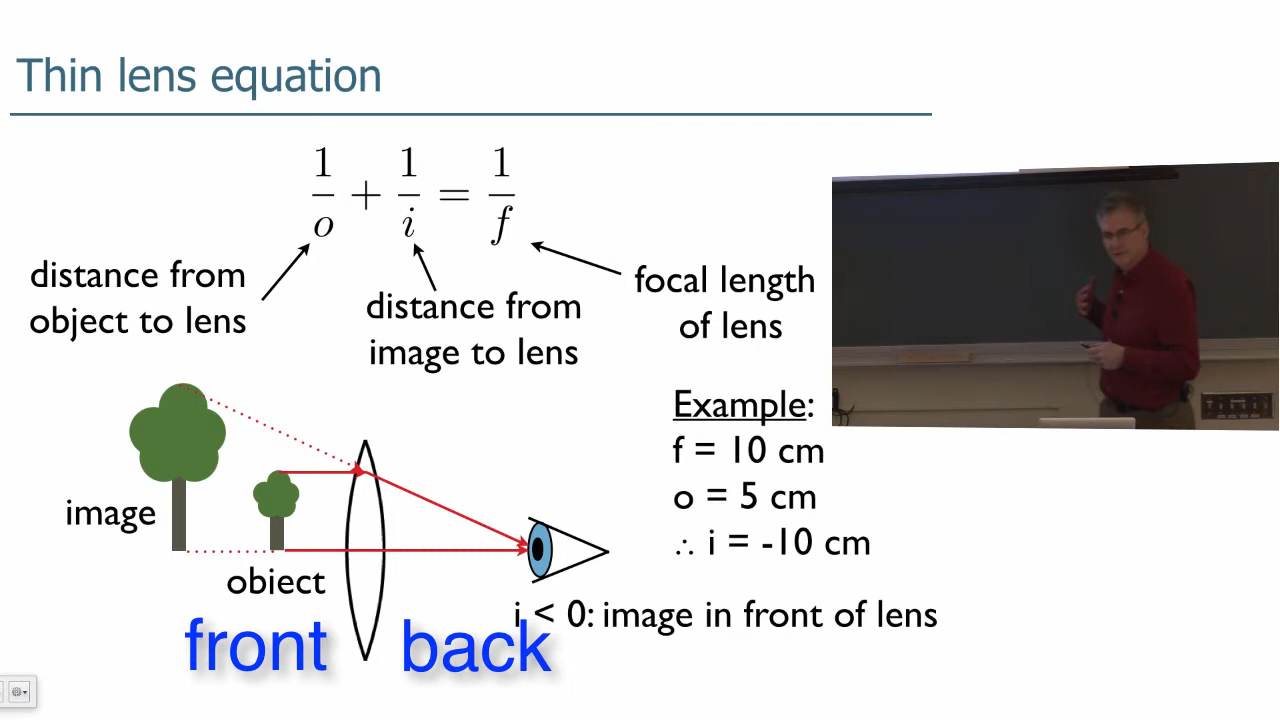 Thin lens equation
1/o + 1/i = 1/f
distance from
object to lens
distance from
image to lens
focal length
of lens
Example:
f = 10 cm
o = 5 cm
∴ i = -10 cm
image
object
i < 0: image in front of lens
front
back